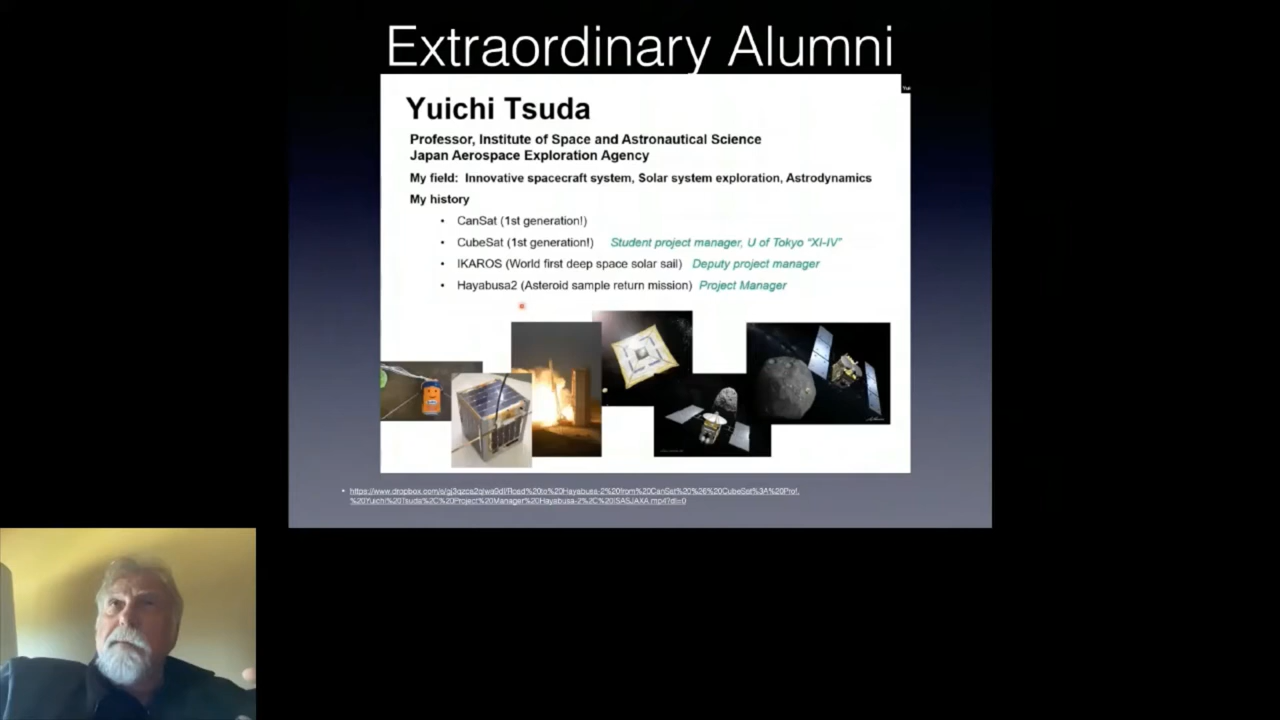 Extraordinary Alumni
Yuichi Tsuda
Professor, Institute of Space and Astronautical Science
Japan Aerospace Exploration Agency
My field: Innovative spacecraft system, Solar system exploration, Astrodynamics
My history
• CanSat (1st generation!)
• CubeSat (1st generation!) Student project manager, U of Tokyo “XI-IV”
• IKAROS (World first deep space solar sail) Deputy project manager
• Hayabusa2 (Asteroid sample return mission) Project Manager